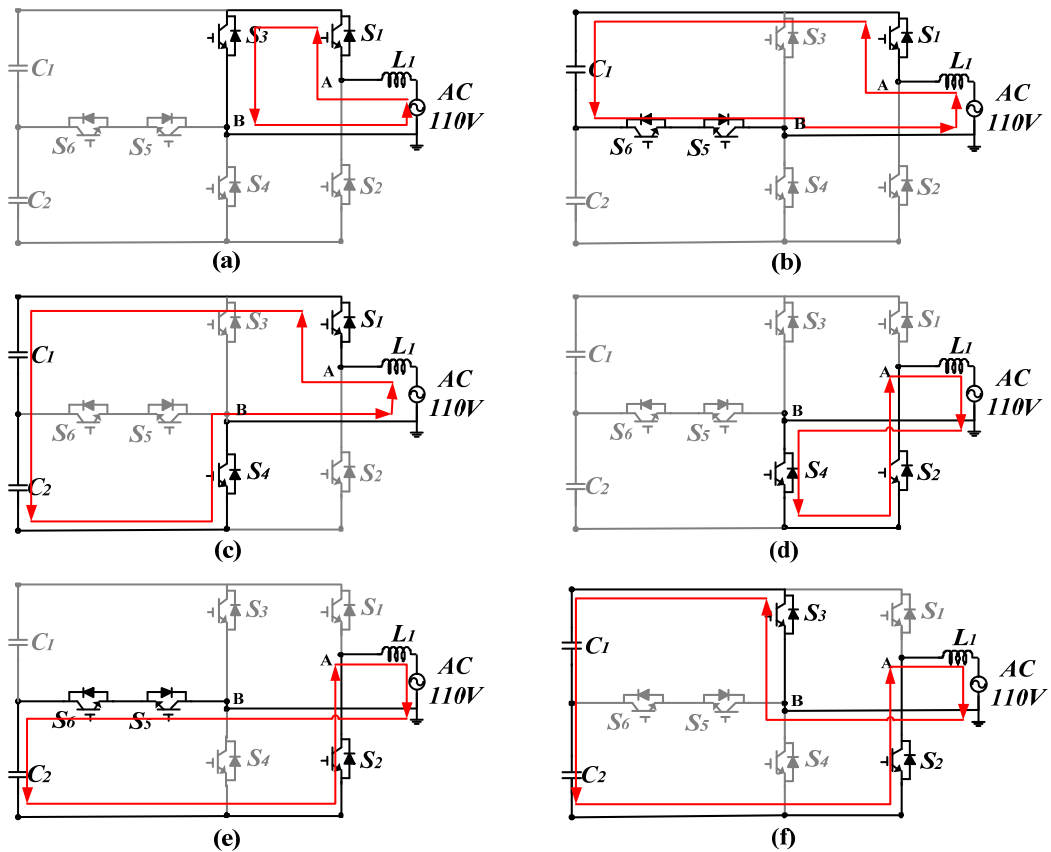 S3 S1
L1
C1 A AC
110V
B
S6 S5
S4 S2
C2
(a)
S3 S1
L1
C1 A AC
110V
B
S6 S5
S4 S2
C2
(b)
S3 S1
L1
C1 A AC
110V
B
S6 S5
S4 S2
C2
(c)
S3 S1
L1
C1 A AC
110V
B
S6 S5
S4 S2
C2
(d)
S3 S1
L1
C1 A AC
110V
B
S6 S5
S4 S2
C2
(e)
S3 S1
L1
C1 A AC
110V
B
S6 S5
S4 S2
C2
(f)